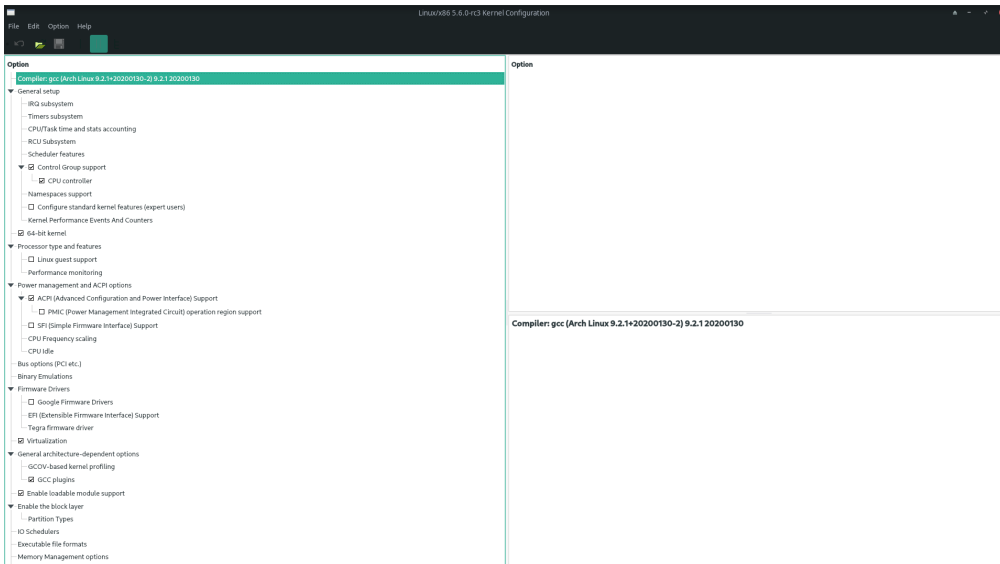 Linux/x86 5.6.0-rc3 Kernel Configuration
File Edit Option Help
Option
Compiler: gcc (Arch Linux 9.2.1+20200130-2) 9.2.1 20200130
General setup
IRQ subsystem
Timers subsystem
CPU/Task time and stats accounting
RCU Subsystem
Scheduler features
Control Group support
CPU controller
Namespaces support
Configure standard kernel features (expert users)
Kernel Performance Events And Counters
64-bit kernel
Processor type and features
Linux guest support
Performance monitoring
Power management and ACPI options
ACPI (Advanced Configuration and Power Interface) Support
PMIC (Power Management Integrated Circuit) operation region support
SFI (Simple Firmware Interface) Support
CPU Frequency scaling
CPU Idle
Bus options (PCI etc.)
Binary Emulations
Firmware Drivers
Google Firmware Drivers
EFI (Extensible Firmware Interface) Support
Tegra firmware driver
Virtualization
General architecture-dependent options
GCOV-based kernel profiling
GCC plugins
Enable loadable module support
Enable the block layer
Partition Types
IO Schedulers
Executable file formats
Memory Management options
Option
Compiler: gcc (Arch Linux 9.2.1+20200130-2) 9.2.1 20200130